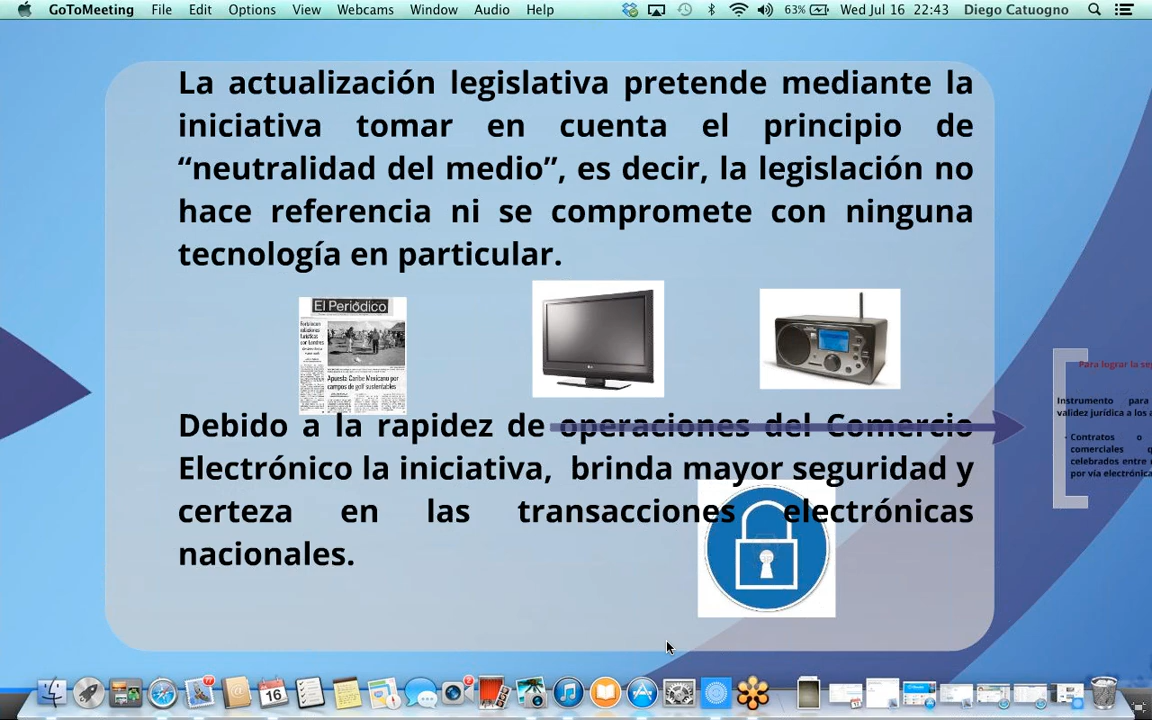 GoToMeeting File Edit Options View Webcams Window Audio Help 63% Wed Jul 16 22:43 Diego Catuogno
La actualización legislativa pretende mediante la
iniciativa tomar en cuenta el principio de
“neutralidad del medio”, es decir, la legislación no
hace referencia ni se compromete con ninguna
tecnología en particular.
El Periódico
Apuesta Caribe Mexicano por
campos de golf sustentables
Debido a la rapidez de operaciones del Comercio
Electrónico la iniciativa, brinda mayor seguridad y
certeza en las transacciones electrónicas
nacionales.
Para lograr la se
Instrumento para
validez jurídica a los a
- Contratos o
comerciales
celebrados entre
por vía electrónica
16